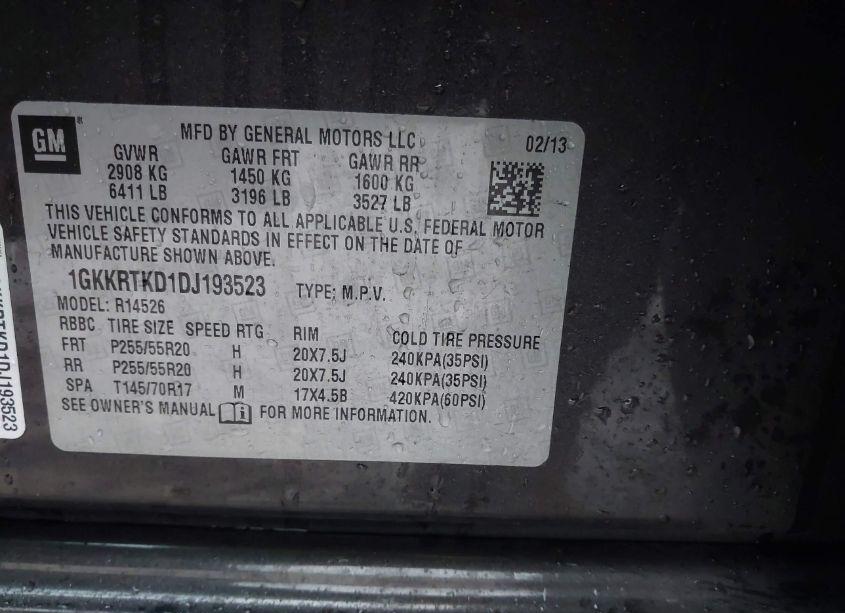 GM
MFD BY GENERAL MOTORS LLC
02/13
GVWR GAWR FRT GAWR RR
2908 KG 1450 KG 1600 KG
6411 LB 3196 LB 3527 LB
THIS VEHICLE CONFORMS TO ALL APPLICABLE U.S. FEDERAL MOTOR
VEHICLE SAFETY STANDARDS IN EFFECT ON THE DATE OF
MANUFACTURE SHOWN ABOVE.
1GKKRTKD1DJ193523 TYPE: M.P.V.
MODEL: R14526
RBBC TIRE SIZE SPEED RTG RIM COLD TIRE PRESSURE
FRT P255/55R20 H 20X7.5J 240KPA(35PSI)
RR P255/55R20 H 20X7.5J 240KPA(35PSI)
SPA T145/70R17 M 17X4.5B 420KPA(60PSI)
SEE OWNER'S MANUAL FOR MORE INFORMATION.